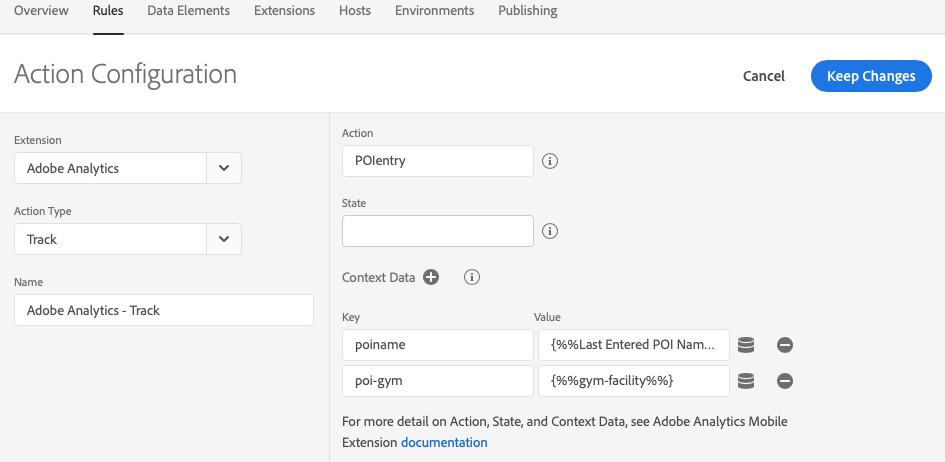 Overview Rules Data Elements Extensions Hosts Environments Publishing
Action Configuration
Cancel Keep Changes
Extension
Adobe Analytics
Action Type
Track
Name
Adobe Analytics - Track
Action
POIentry
State
Context Data
Key Value
poiname {%%Last Entered POI Nam...
poi-gym {%%gym-facility%%}
For more detail on Action, State, and Context Data, see Adobe Analytics Mobile
Extension documentation